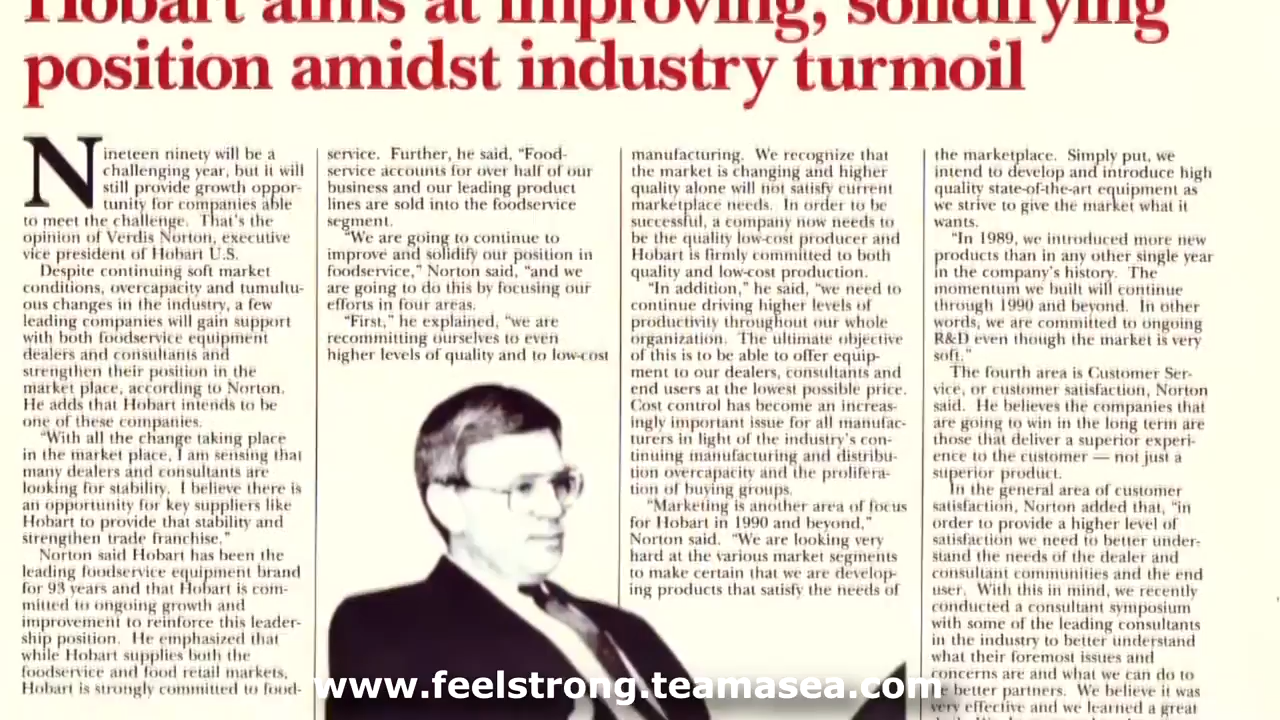 Hobart aims at improving, solidifying
position amidst industry turmoil
Nineteen ninety will be a
challenging year, but it will
still provide growth oppor-
tunity for companies able
to meet the challenge. That's the
opinion of Verdis Norton, executive
vice president of Hobart U.S.
Despite continuing soft market
conditions, overcapacity and tumultu-
ous changes in the industry, a few
leading companies will gain support
with both foodservice equipment
dealers and consultants and
strengthen their position in the
market place, according to Norton.
He adds that Hobart intends to be
one of these companies.
"With all the change taking place
in the market place, I am sensing that
many dealers and consultants are
looking for stability. I believe there is
an opportunity for key suppliers like
Hobart to provide that stability and
strengthen trade franchise."
Norton said Hobart has been the
leading foodservice equipment brand
for 93 years and that Hobart is com-
mitted to ongoing growth and
improvement to reinforce this leader-
ship position. He emphasized that
while Hobart supplies both the
foodservice and food retail markets,
Hobart is strongly committed to food-
service. Further, he said, "Food-
service accounts for over half of our
business and our leading product
lines are sold into the foodservice
segment.
"We are going to continue to
improve and solidify our position in
foodservice," Norton said, "and we
are going to do this by focusing our
efforts in four areas.
"First," he explained, "we are
recommitting ourselves to even
higher levels of quality and to low-cost
manufacturing. We recognize that
the market is changing and higher
quality alone will not satisfy current
marketplace needs. In order to be
successful, a company now needs to
be the quality low-cost producer and
Hobart is firmly committed to both
quality and low-cost production.
"In addition," he said, "we need to
continue driving higher levels of
productivity throughout our whole
organization. The ultimate objective
of this is to be able to offer equip-
ment to our dealers, consultants and
end users at the lowest possible price.
Cost control has become an increas-
ingly important issue for all manufac-
turers in light of the industry's con-
tinuing manufacturing and distribu-
tion overcapacity and the prolifera-
tion of buying groups.
"Marketing is another area of focus
for Hobart in 1990 and beyond,"
Norton said. "We are looking very
hard at the various market segments
to make certain that we are develop-
ing products that satisfy the needs of
the marketplace. Simply put, we
intend to develop and introduce high
quality state-of-the-art equipment as
we strive to give the market what it
wants.
"In 1989, we introduced more new
products than in any other single year
in the company's history. The
momentum we built will continue
through 1990 and beyond. In other
words, we are committed to ongoing
R&D even though the market is very
soft."
The fourth area is Customer Ser-
vice, or customer satisfaction, Norton
said. He believes the companies that
are going to win in the long term are
those that deliver a superior experi-
ence to the customer — not just a
superior product.
In the general area of customer
satisfaction, Norton added that, "in
order to provide a higher level of
satisfaction we need to better under-
stand the needs of the dealer and
consultant communities and the end
user. With this in mind, we recently
conducted a consultant symposium
with some of the leading consultants
in the industry to better understand
what their foremost issues and
concerns are and what we can do to
be better partners. We believe it was
very effective and we learned a great
www.feelstrong.teamasea.com